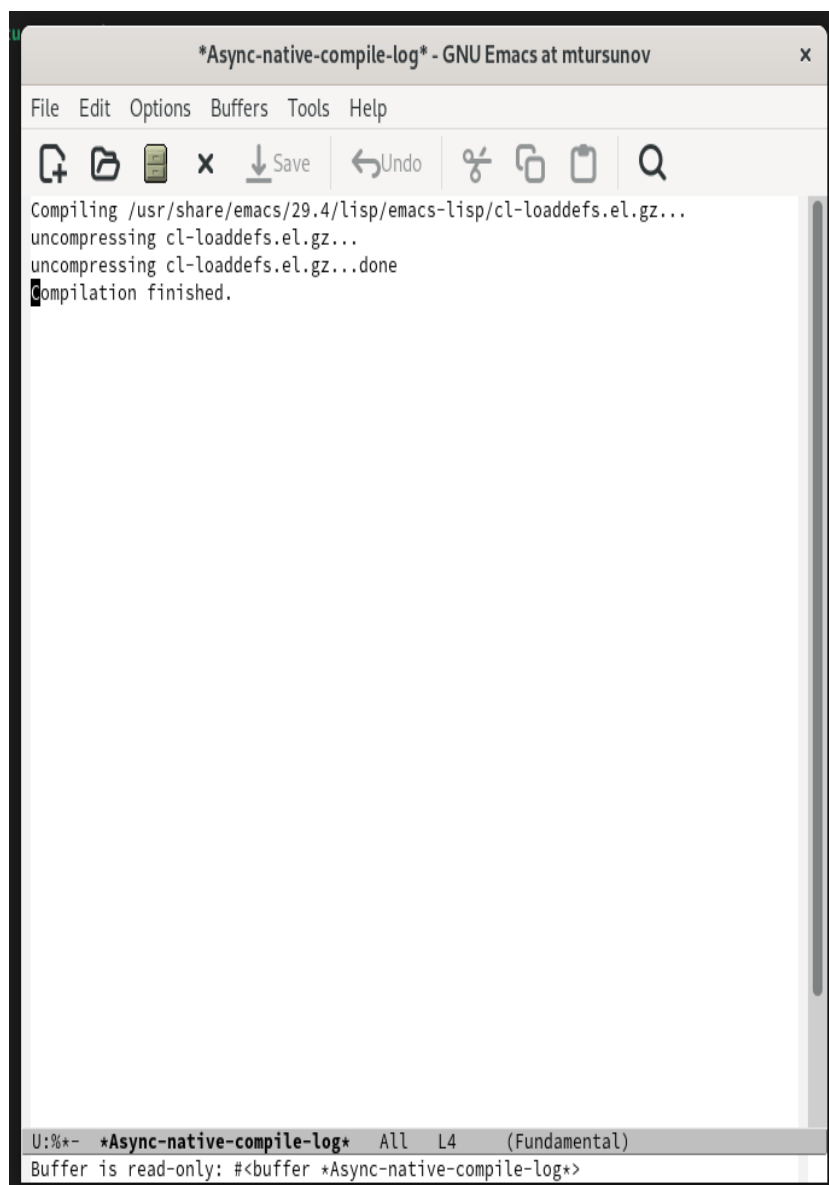 *Async-native-compile-log* - GNU Emacs at mtursunov
File Edit Options Buffers Tools Help
Save Undo
Compiling /usr/share/emacs/29.4/lisp/emacs-lisp/cl-loaddefs.el.gz...
uncompressing cl-loaddefs.el.gz...
uncompressing cl-loaddefs.el.gz...done
Compilation finished.
U:%*- *Async-native-compile-log* All L4 (Fundamental)
Buffer is read-only: #<buffer *Async-native-compile-log*>